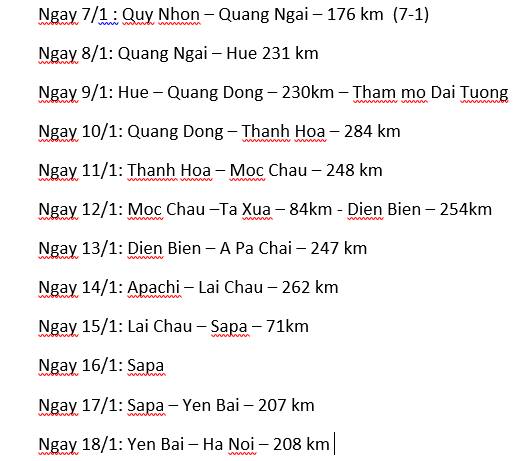 Ngay 7/1 : Quy Nhon – Quang Ngai – 176 km  (7-1)
Ngay 8/1: Quang Ngai – Hue 231 km
Ngay 9/1: Hue – Quang Dong – 230km – Tham mo Dai Tuong
Ngay 10/1: Quang Dong – Thanh Hoa – 284 km
Ngay 11/1: Thanh Hoa – Moc Chau – 248 km
Ngay 12/1: Moc Chau –Ta Xua – 84km - Dien Bien – 254km
Ngay 13/1: Dien Bien – A Pa Chai – 247 km
Ngay 14/1: Apachi – Lai Chau – 262 km
Ngay 15/1: Lai Chau – Sapa – 71km
Ngay 16/1: Sapa
Ngay 17/1: Sapa – Yen Bai – 207 km
Ngay 18/1: Yen Bai – Ha Noi – 208 km